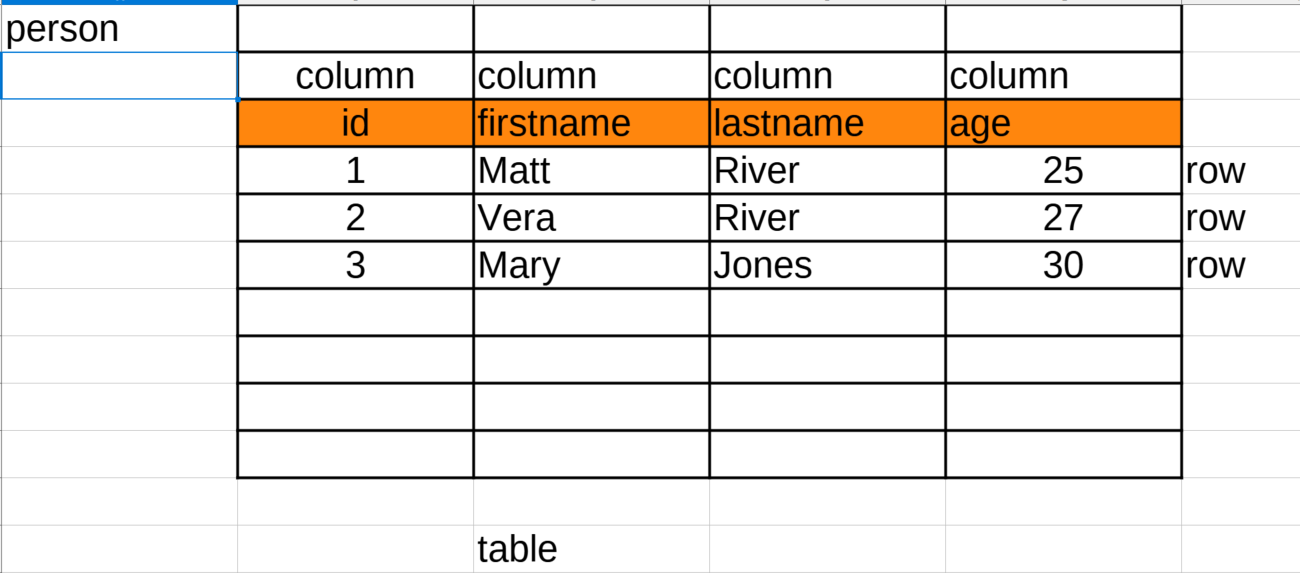 person
column column column column
id firstname lastname age
1 Matt River 25 row
2 Vera River 27 row
3 Mary Jones 30 row
table